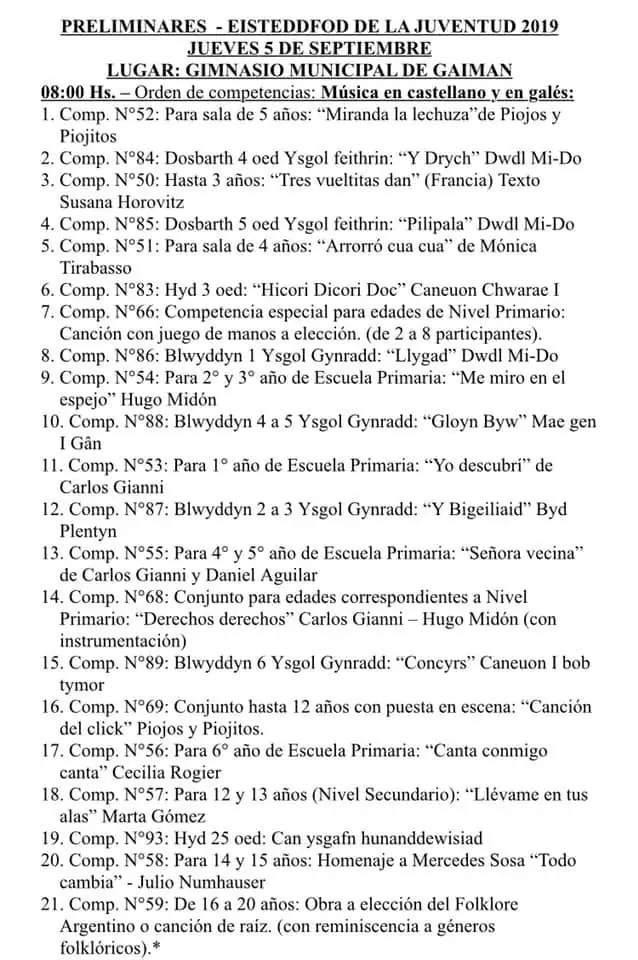 PRELIMINARES - EISTEDDFOD DE LA JUVENTUD 2019
JUEVES 5 DE SEPTIEMBRE
LUGAR: GIMNASIO MUNICIPAL DE GAIMAN
08:00 Hs. – Orden de competencias: Música en castellano y en galés:
1. Comp. N°52: Para sala de 5 años: “Miranda la lechuza”de Piojos y
Piojitos
2. Comp. N°84: Dosbarth 4 oed Ysgol feithrin: “Y Drych” Dwdl Mi-Do
3. Comp. N°50: Hasta 3 años: “Tres vueltitas dan” (Francia) Texto
Susana Horovitz
4. Comp. N°85: Dosbarth 5 oed Ysgol feithrin: “Pilipala” Dwdl Mi-Do
5. Comp. N°51: Para sala de 4 años: “Arrorró cua cua” de Mónica
Tirabasso
6. Comp. N°83: Hyd 3 oed: “Hicori Dicori Doc” Caneuon Chwarae I
7. Comp. N°66: Competencia especial para edades de Nivel Primario:
Canción con juego de manos a elección. (de 2 a 8 participantes).
8. Comp. N°86: Blwyddyn 1 Ysgol Gynradd: “Llygad” Dwdl Mi-Do
9. Comp. N°54: Para 2° y 3° año de Escuela Primaria: “Me miro en el
espejo” Hugo Midón
10. Comp. N°88: Blwyddyn 4 a 5 Ysgol Gynradd: “Gloyn Byw” Mae gen
I Gân
11. Comp. N°53: Para 1° año de Escuela Primaria: “Yo descubrí” de
Carlos Gianni
12. Comp. N°87: Blwyddyn 2 a 3 Ysgol Gynradd: “Y Bigeiliaid” Byd
Plentyn
13. Comp. N°55: Para 4° y 5° año de Escuela Primaria: “Señora vecina”
de Carlos Gianni y Daniel Aguilar
14. Comp. N°68: Conjunto para edades correspondientes a Nivel
Primario: “Derechos derechos” Carlos Gianni – Hugo Midón (con
instrumentación)
15. Comp. N°89: Blwyddyn 6 Ysgol Gynradd: “Concyrs” Caneuon I bob
tymor
16. Comp. N°69: Conjunto hasta 12 años con puesta en escena: “Canción
del click” Piojos y Piojitos.
17. Comp. N°56: Para 6° año de Escuela Primaria: “Canta conmigo
canta” Cecilia Rogier
18. Comp. N°57: Para 12 y 13 años (Nivel Secundario): “Llévame en tus
alas” Marta Gómez
19. Comp. N°93: Hyd 25 oed: Can ysgafn hunanddewisiad
20. Comp. N°58: Para 14 y 15 años: Homenaje a Mercedes Sosa “Todo
cambia” - Julio Numhauser
21. Comp. N°59: De 16 a 20 años: Obra a elección del Folklore
Argentino o canción de raíz. (con reminiscencia a géneros
folklóricos).*